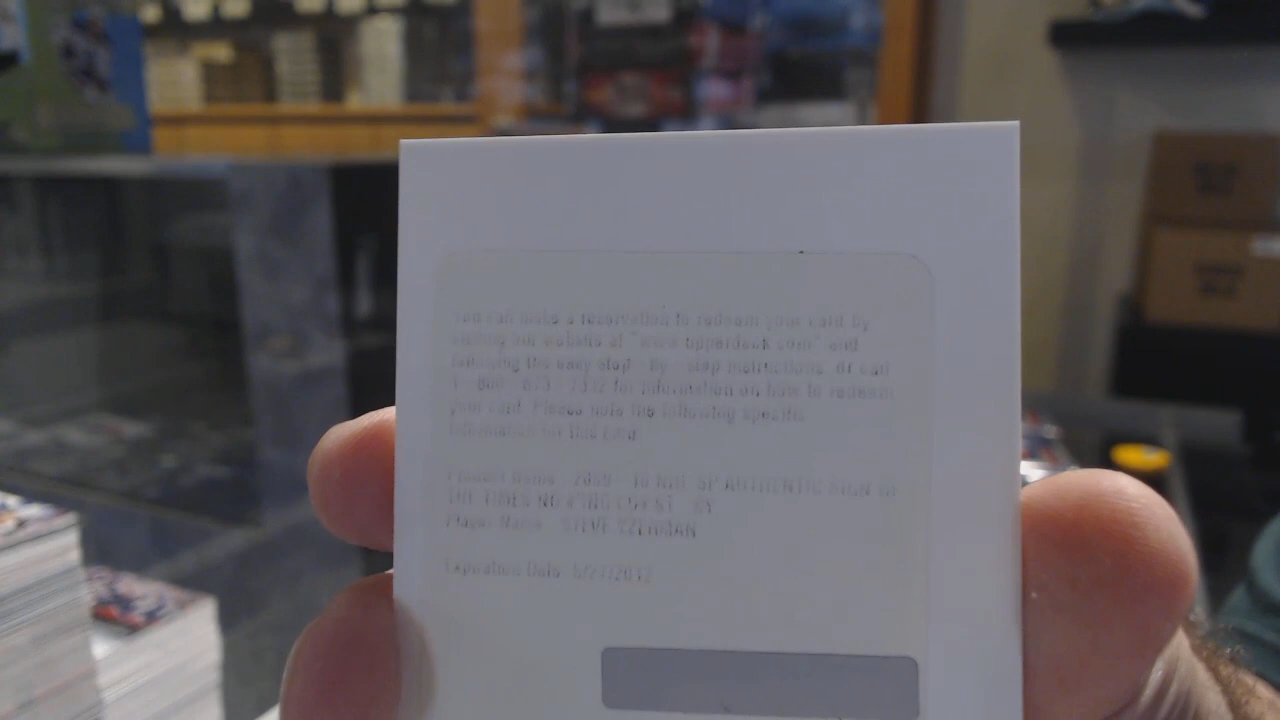 You can make a reservation to redeem your card by
visiting our website at "www.upperdeck.com" and
following the easy step - by - step instructions, or call
1 - 800 - 873 - 7332 for information on how to redeem
your card. Please note the following specific
information for this card:
Product Name : 2009 - 10 NHL SP AUTHENTIC SIGN OF
THE TIMES
Player Name : STEVE YZERMAN
Expiration Date: 5/27/2012